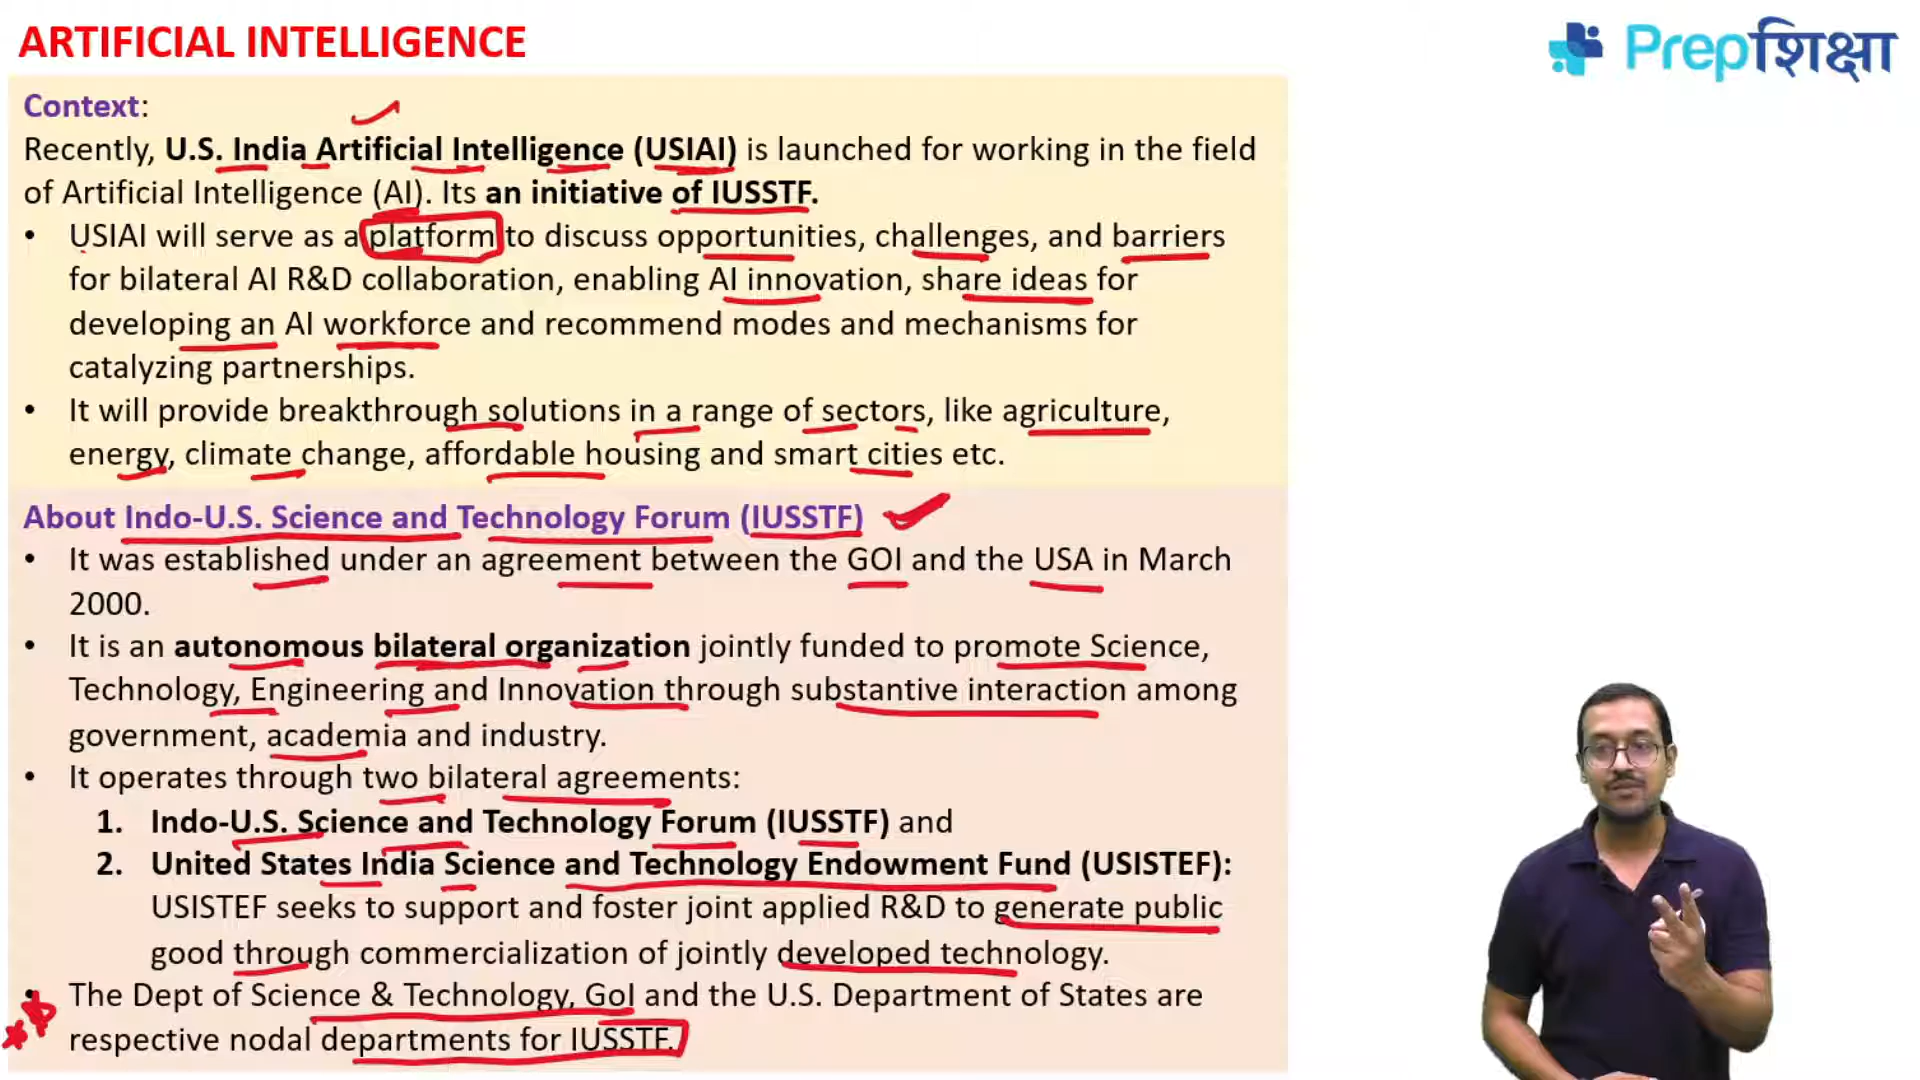 ARTIFICIAL INTELLIGENCE
Prepशिक्षा
Context:
Recently, U.S. India Artificial Intelligence (USIAI) is launched for working in the field
of Artificial Intelligence (AI). Its an initiative of IUSSTF.
• USIAI will serve as a platform to discuss opportunities, challenges, and barriers
for bilateral AI R&D collaboration, enabling AI innovation, share ideas for
developing an AI workforce and recommend modes and mechanisms for
catalyzing partnerships.
• It will provide breakthrough solutions in a range of sectors, like agriculture,
energy, climate change, affordable housing and smart cities etc.
About Indo-U.S. Science and Technology Forum (IUSSTF)
• It was established under an agreement between the GOI and the USA in March
2000.
• It is an autonomous bilateral organization jointly funded to promote Science,
Technology, Engineering and Innovation through substantive interaction among
government, academia and industry.
• It operates through two bilateral agreements:
1. Indo-U.S. Science and Technology Forum (IUSSTF) and
2. United States India Science and Technology Endowment Fund (USISTEF):
USISTEF seeks to support and foster joint applied R&D to generate public
good through commercialization of jointly developed technology.
• The Dept of Science & Technology, GoI and the U.S. Department of States are
respective nodal departments for IUSSTF.